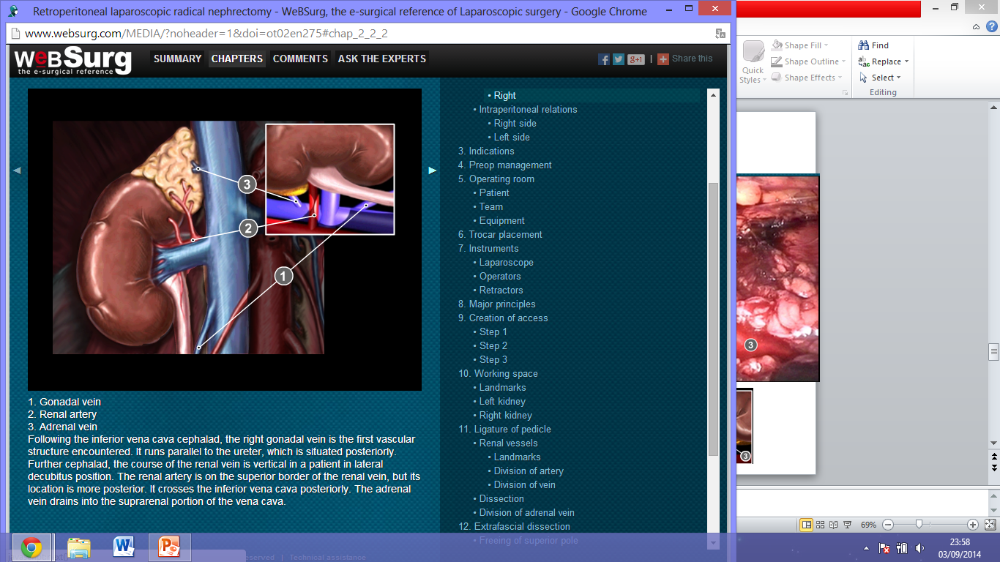 Retroperitoneal laparoscopic radical nephrectomy - WeBSurg, the e-surgical reference of Laparoscopic surgery - Google Chrome
www.websurg.com/MEDIA/?noheader=1&doi=ot02en275#chap_2_2_2
WeBSurg
the e-surgical reference
SUMMARY CHAPTERS COMMENTS ASK THE EXPERTS
g+1 | Share this
3
2
1
1. Gonadal vein
2. Renal artery
3. Adrenal vein
Following the inferior vena cava cephalad, the right gonadal vein is the first vascular
structure encountered. It runs parallel to the ureter, which is situated posteriorly.
Further cephalad, the course of the renal vein is vertical in a patient in lateral
decubitus position. The renal artery is on the superior border of the renal vein, but its
location is more posterior. It crosses the inferior vena cava posteriorly. The adrenal
vein drains into the suprarenal portion of the vena cava.
• Right
• Intraperitoneal relations
• Right side
• Left side
3. Indications
4. Preop management
5. Operating room
• Patient
• Team
• Equipment
6. Trocar placement
7. Instruments
• Laparoscope
• Operators
• Retractors
8. Major principles
9. Creation of access
• Step 1
• Step 2
• Step 3
10. Working space
• Landmarks
• Left kidney
• Right kidney
11. Ligature of pedicle
• Renal vessels
• Landmarks
• Division of artery
• Division of vein
• Dissection
• Division of adrenal vein
12. Extrafascial dissection
• Freeing of superior pole
reserved | Technical assistance
Quick
Styles
Shape Fill
Shape Outline
Shape Effects
Find
Replace
Select
Editing
3
3
69%
23:58
03/09/2014